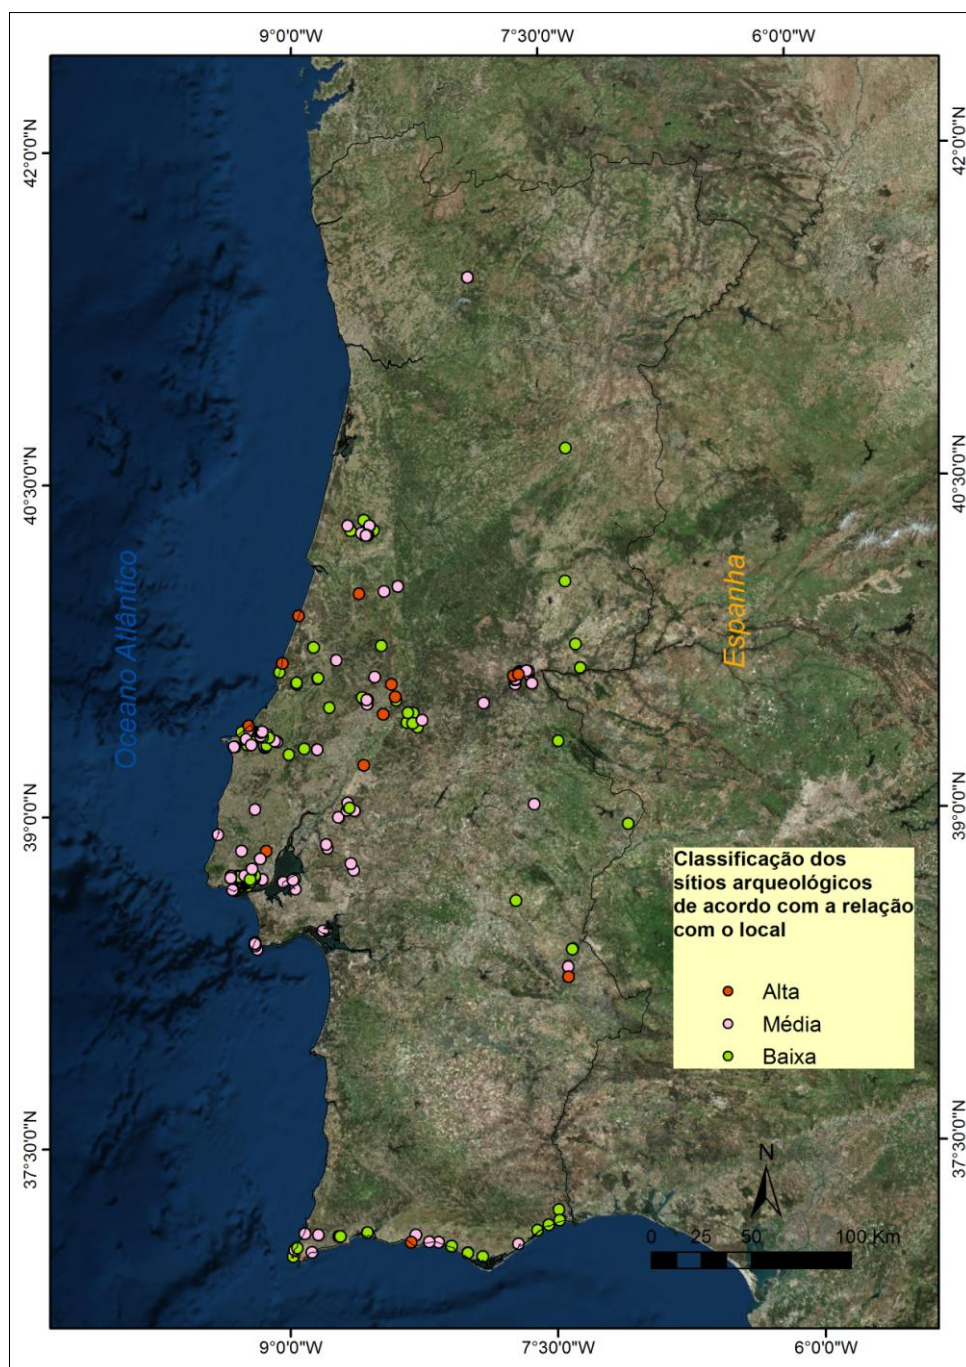 9°0'0"W
7°30'0"W
6°0'0"W
42°0'0"N
42°0'0"N
40°30'0"N
40°30'0"N
Oceano Atlântico
Espanha
39°0'0"N
39°0'0"N
Classificação dos
sítios arqueológicos
de acordo com a relação
com o local
Alta
Média
Baixa
37°30'0"N
37°30'0"N
N
0 25 50 100 Km
9°0'0"W
7°30'0"W
6°0'0"W